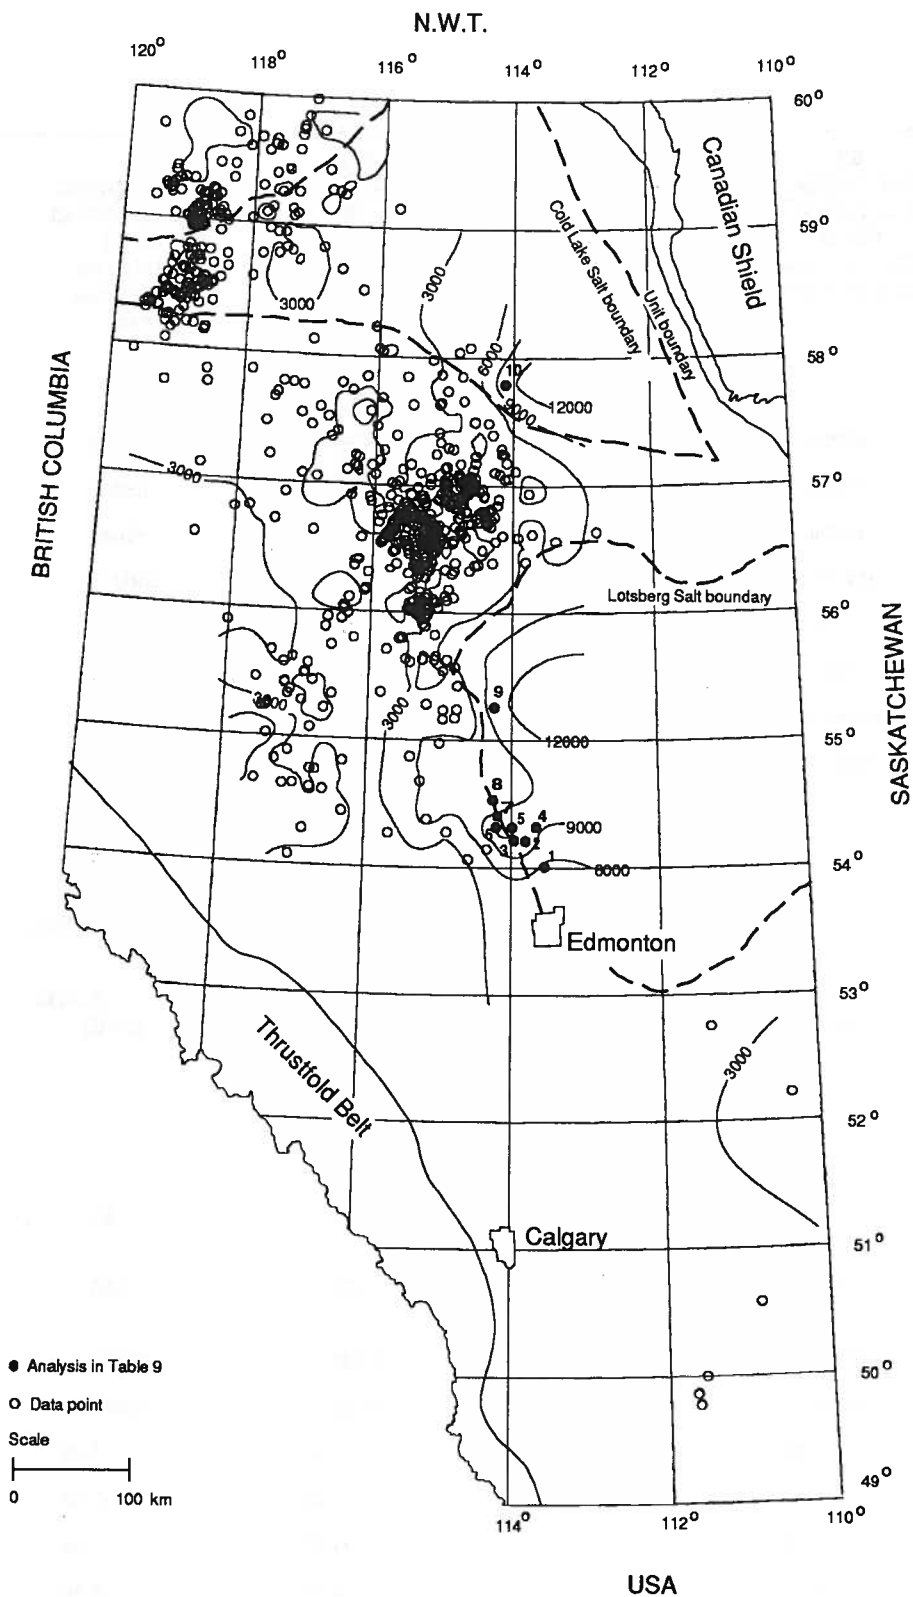 N.W.T.
120° 118° 116° 114° 112° 110°
60°
Canadian Shield
59°
Cold Lake Salt boundary
3000
3000
Unit boundary
58°
6000
10
12000
9000
BRITISH COLUMBIA
3000
57°
Lotsberg Salt boundary
56°
SASKATCHEWAN
9
3000
3000
12000
55°
8
7
5 4
9000
6
3 2
1
6000
54°
Edmonton
53°
Thrustfold Belt
3000
52°
Calgary
51°
50°
Analysis in Table 9
Data point
Scale
0 100 km
49°
114° 112° 110°
USA